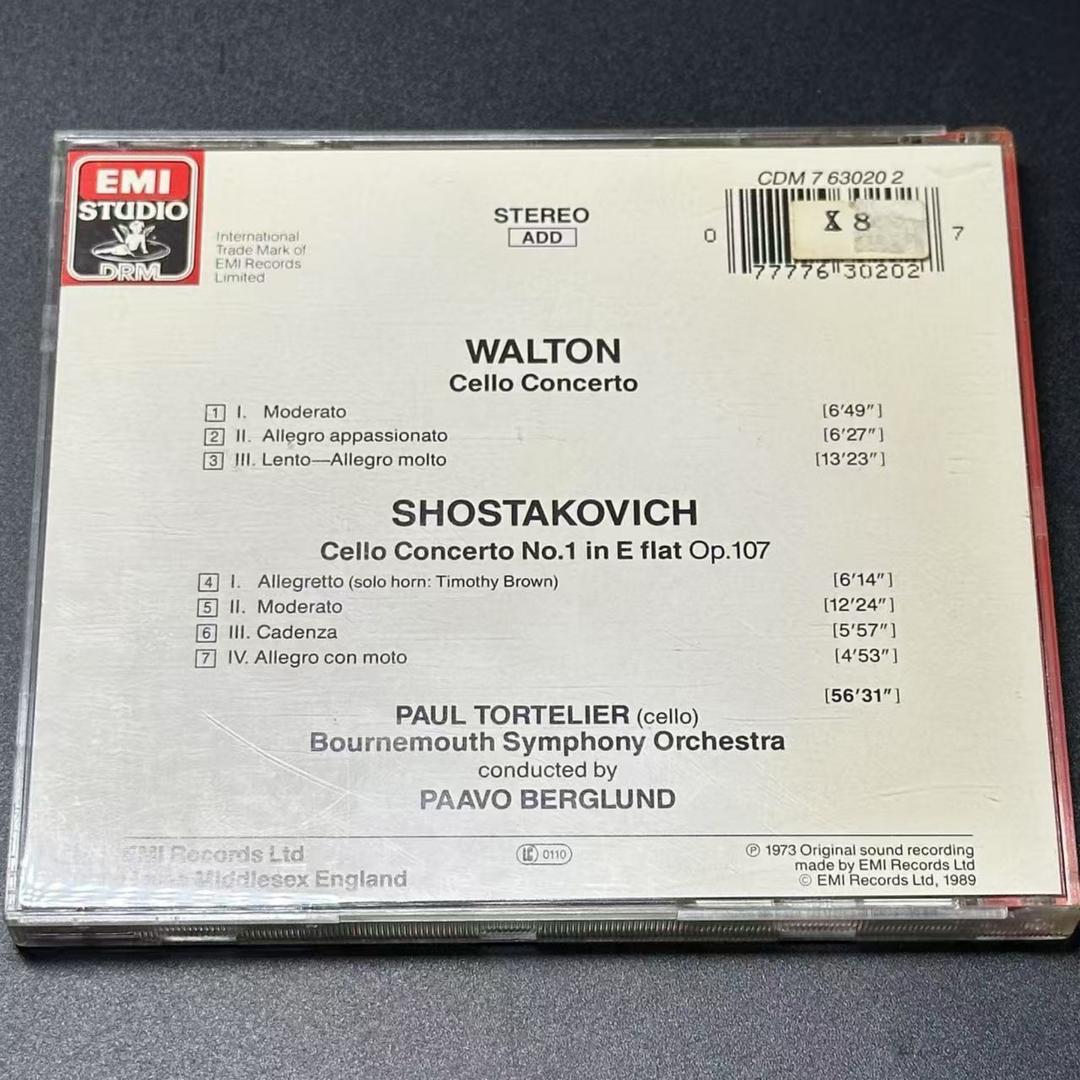 EMI
STUDIO
DRM
International
Trade Mark of
EMI Records
Limited
STEREO
ADD
CDM 7 63020 2
X 8
0 77776 30202 7
WALTON
Cello Concerto
1 I. Moderato [6'49"]
2 II. Allegro appassionato [6'27"]
3 III. Lento—Allegro molto [13'23"]
SHOSTAKOVICH
Cello Concerto No.1 in E flat Op.107
4 I. Allegretto (solo horn: Timothy Brown) [6'14"]
5 II. Moderato [12'24"]
6 III. Cadenza [5'57"]
7 IV. Allegro con moto [4'53"]
[56'31"]
PAUL TORTELIER (cello)
Bournemouth Symphony Orchestra
conducted by
PAAVO BERGLUND
EMI Records Ltd
Middlesex England
LC 0110
℗ 1973 Original sound recording
made by EMI Records Ltd
© EMI Records Ltd, 1989